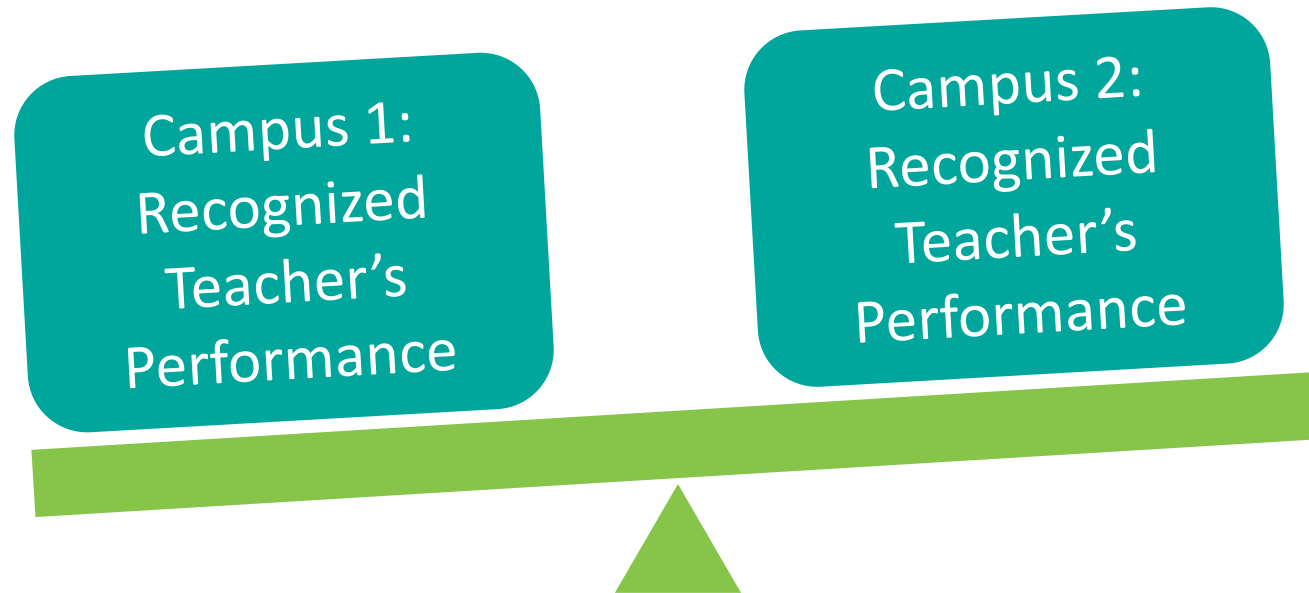 Campus 1:
Recognized
Teacher’s
Performance
Campus 2:
Recognized
Teacher’s
Performance